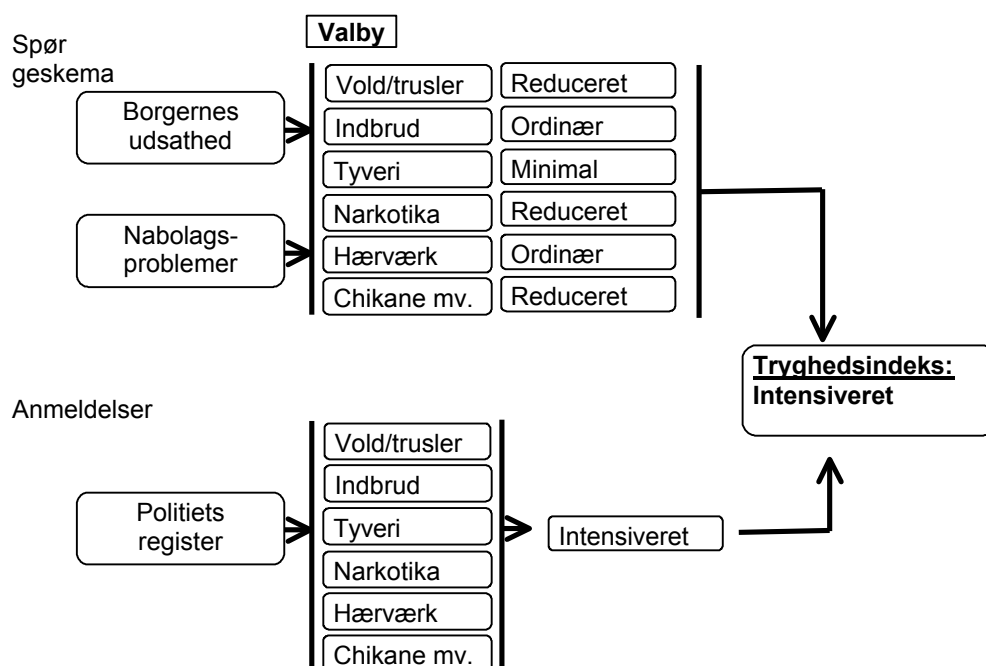 Valby
Spør
geskema
Borgernes
udsathed
Nabolags-
problemer
Vold/trusler Reduceret
Indbrud Ordinær
Tyveri Minimal
Narkotika Reduceret
Hærværk Ordinær
Chikane mv. Reduceret
Tryghedsindeks:
Intensiveret
Anmeldelser
Politiets
register
Vold/trusler
Indbrud
Tyveri
Narkotika
Hærværk
Chikane mv.
Intensiveret